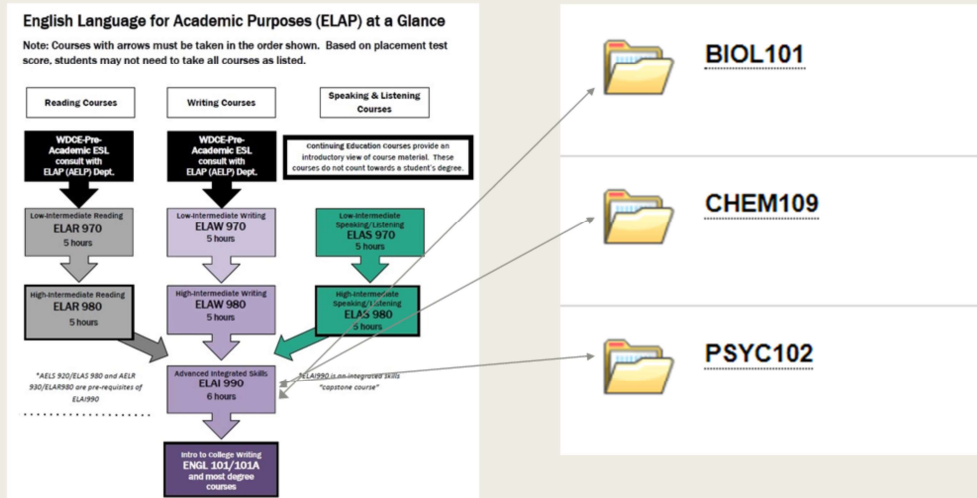 English Language for Academic Purposes (ELAP) at a Glance
Note: Courses with arrows must be taken in the order shown. Based on placement test
score, students may not need to take all courses as listed.
Reading Courses
Writing Courses
Speaking & Listening
Courses
WDCE-Pre-
Academic ESL
consult with
ELAP (AELP) Dept.
WDCE-Pre-
Academic ESL
consult with
ELAP (AELP) Dept.
Continuing Education Courses provide an
introductory view of course material. These
courses do not count towards a student's degree.
Low-Intermediate Reading
ELAR 970
5 hours
Low-Intermediate Writing
ELAW 970
5 hours
Low-Intermediate
Speaking/Listening
ELAS 970
5 hours
High-Intermediate Reading
ELAR 980
5 hours
High-Intermediate Writing
ELAW 980
5 hours
High-Intermediate
Speaking/Listening
ELAS 980
5 hours
*AELS 920/ELAS 980 and AELR
930/ELAR980 are pre-requisites of
ELAI990
Advanced Integrated Skills
ELAI 990
6 hours
*ELAI990 is an integrated skills
"capstone course"
Intro to College Writing
ENGL 101/101A
and most degree
courses
BIOL101
CHEM109
PSYC102